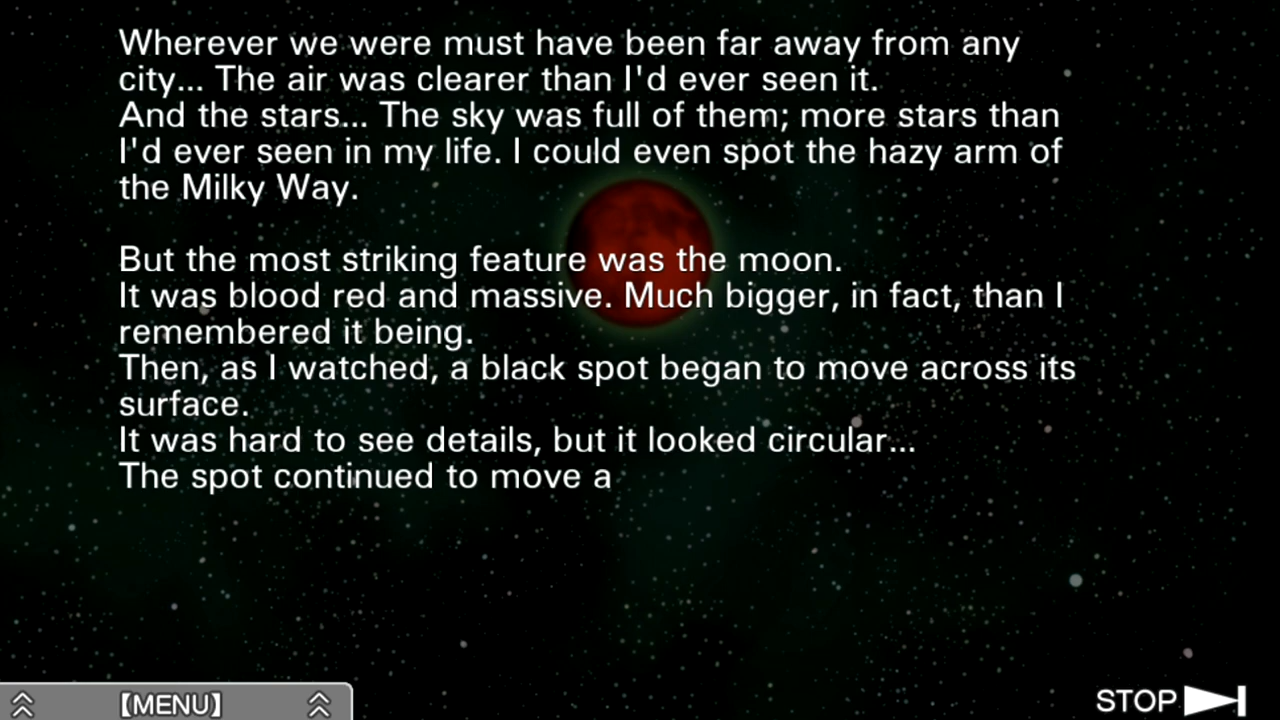 Wherever we were must have been far away from any
city... The air was clearer than I'd ever seen it.
And the stars... The sky was full of them; more stars than
I'd ever seen in my life. I could even spot the hazy arm of
the Milky Way.
But the most striking feature was the moon.
It was blood red and massive. Much bigger, in fact, than I
remembered it being.
Then, as I watched, a black spot began to move across its
surface.
It was hard to see details, but it looked circular...
The spot continued to move a
【MENU】
STOP